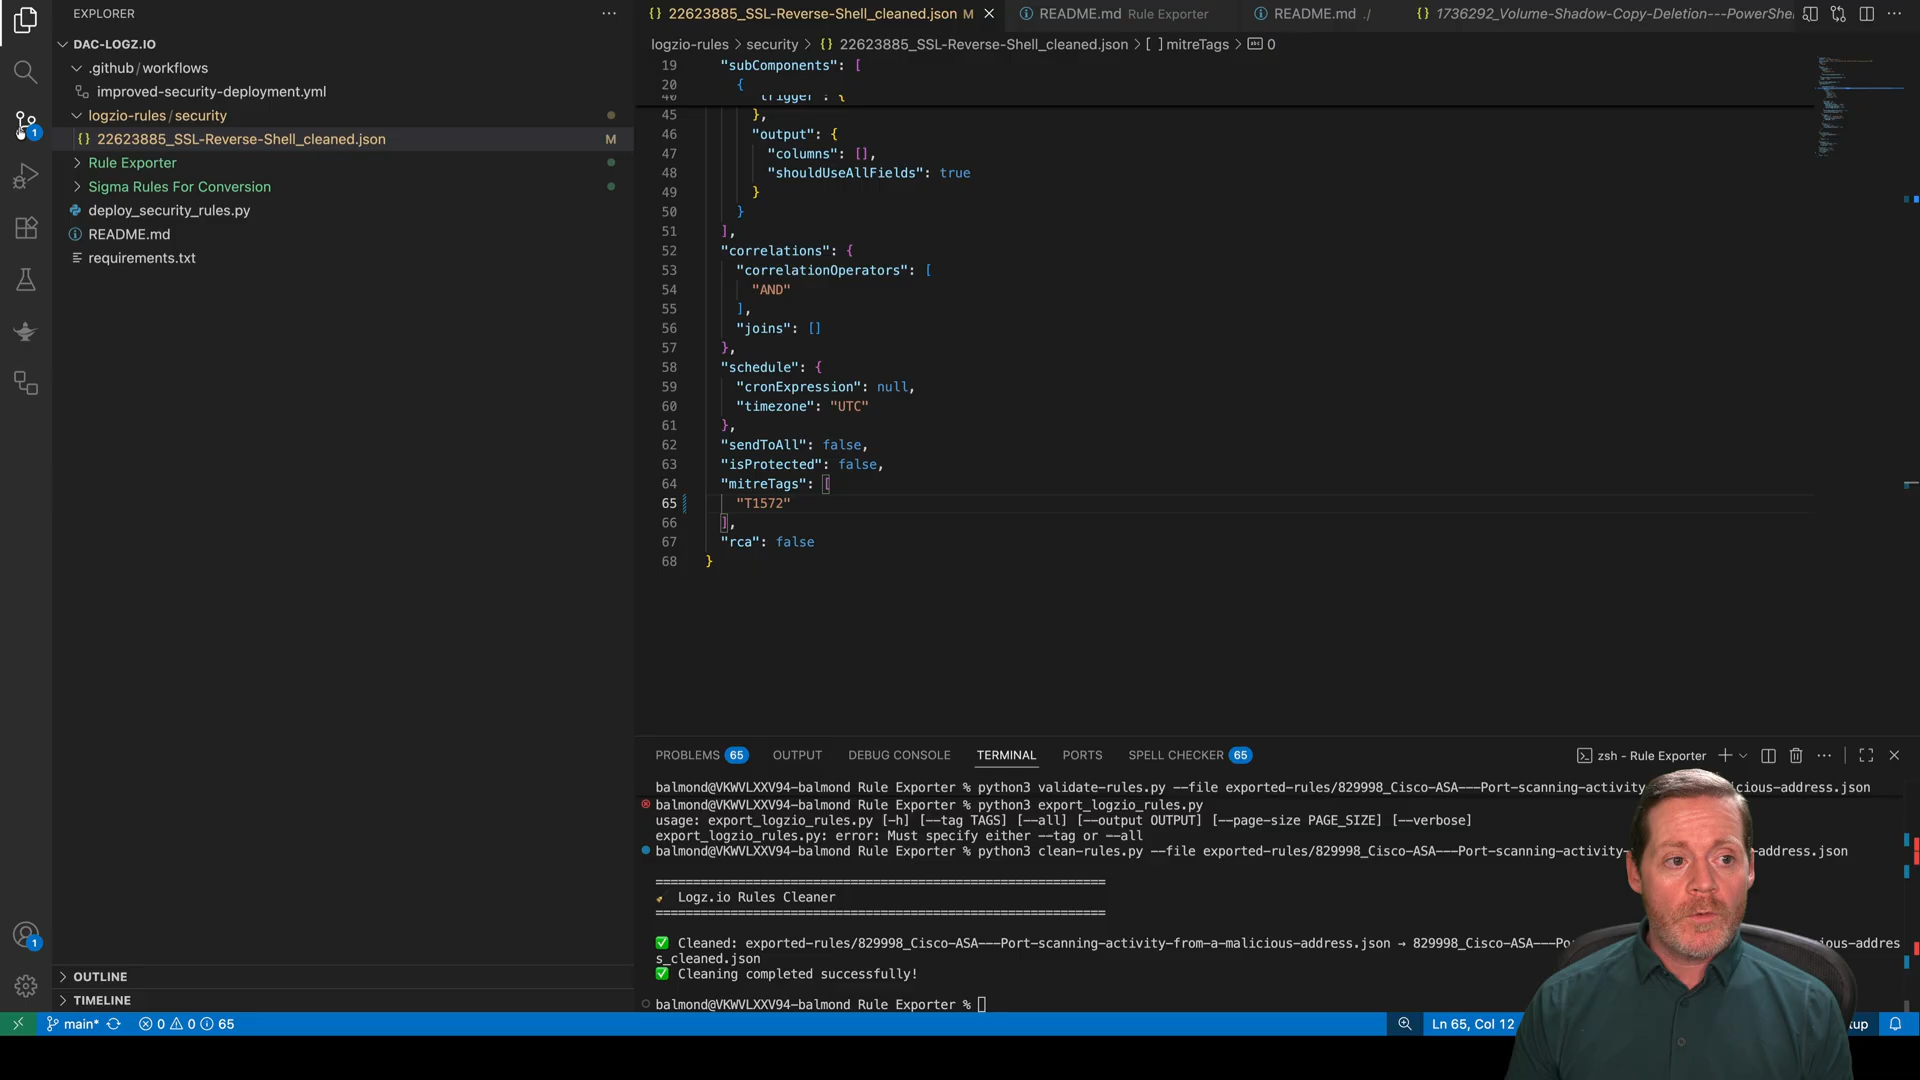 EXPLORER
DAC-LOGZ.IO
.github/workflows
improved-security-deployment.yml
logzio-rules/security
22623885_SSL-Reverse-Shell_cleaned.json M
Rule Exporter
Sigma Rules For Conversion
deploy_security_rules.py
README.md
requirements.txt
1
1
OUTLINE
TIMELINE
22623885_SSL-Reverse-Shell_cleaned.json M
README.md Rule Exporter
README.md ./
1736292_Volume-Shadow-Copy-Deletion---PowerShe
logzio-rules > security > {} 22623885_SSL-Reverse-Shell_cleaned.json > [ ] mitreTags > abc 0
19 "subComponents": [
20 {
40 "trigger": {
45 },
46 "output": {
47 "columns": [],
48 "shouldUseAllFields": true
49 }
50 }
51 ],
52 "correlations": {
53 "correlationOperators": [
54 "AND"
55 ],
56 "joins": []
57 },
58 "schedule": {
59 "cronExpression": null,
60 "timezone": "UTC"
61 },
62 "sendToAll": false,
63 "isProtected": false,
64 "mitreTags": [
65 "T1572"
66 ],
67 "rca": false
68 }
PROBLEMS 65 OUTPUT DEBUG CONSOLE TERMINAL PORTS SPELL CHECKER 65 zsh - Rule Exporter
balmond@VKWVLXXV94-balmond Rule Exporter % python3 validate-rules.py --file exported-rules/829998_Cisco-ASA---Port-scanning-activity icious-address.json
balmond@VKWVLXXV94-balmond Rule Exporter % python3 export_logzio_rules.py
usage: export_logzio_rules.py [-h] [--tag TAGS] [--all] [--output OUTPUT] [--page-size PAGE_SIZE] [--verbose]
export_logzio_rules.py: error: Must specify either --tag or --all
balmond@VKWVLXXV94-balmond Rule Exporter % python3 clean-rules.py --file exported-rules/829998_Cisco-ASA---Port-scanning-activity- address.json
============================================================
Logz.io Rules Cleaner
============================================================
✅ Cleaned: exported-rules/829998_Cisco-ASA---Port-scanning-activity-from-a-malicious-address.json → 829998_Cisco-ASA---Po icious-addres
s_cleaned.json
✅ Cleaning completed successfully!
balmond@VKWVLXXV94-balmond Rule Exporter %
main* 0 0 65 Ln 65, Col 12 tup